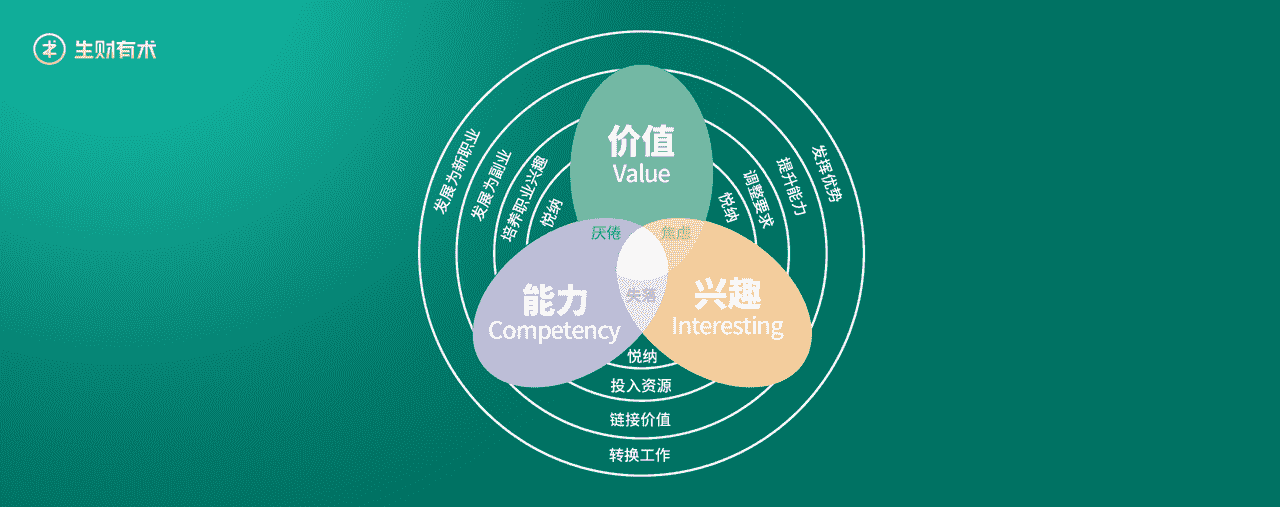 生财有术
价值
Value
发展为新职业
发展为副业
培养职业兴趣
悦纳
悦纳
调整要求
提升能力
发挥优势
厌倦
焦虑
能力
Competency
失落
兴趣
Interesting
悦纳
投入资源
链接价值
转换工作